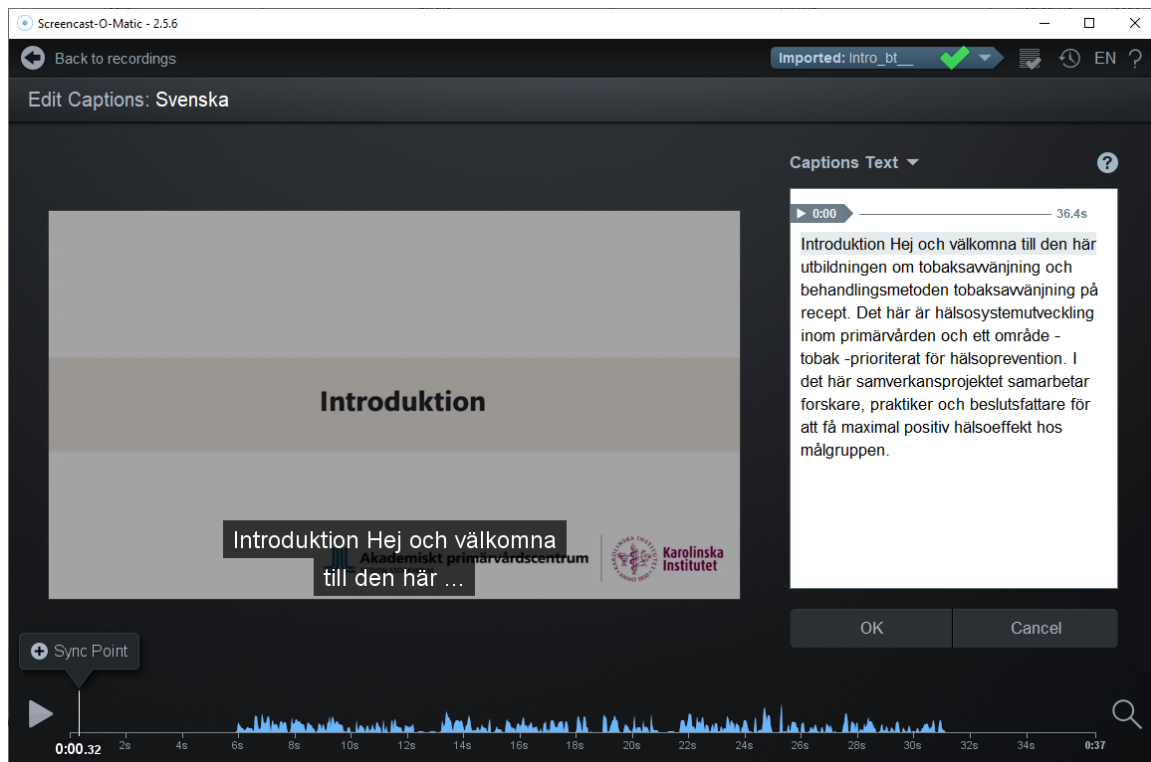 Screencast-O-Matic - 2.5.6
Back to recordings
Imported: Intro_bt__
EN
?
Edit Captions: Svenska
Captions Text
?
0:00
36.4s
Introduktion Hej och välkomna till den här
utbildningen om tobaksavvänjning och
behandlingsmetoden tobaksavvänjning på
recept. Det här är hälsosystemutveckling
inom primärvården och ett område -
tobak -prioriterat för hälsoprevention. I
det här samverkansprojektet samarbetar
forskare, praktiker och beslutsfattare för
att få maximal positiv hälsoeffekt hos
målgruppen.
Introduktion
Introduktion Hej och välkomna
till den här ...
Akademiskt primärvårdscentrum
Karolinska
Institutet
OK
Cancel
Sync Point
0:00.32
2s
4s
6s
8s
10s
12s
14s
16s
18s
20s
22s
24s
26s
28s
30s
32s
34s
0:37